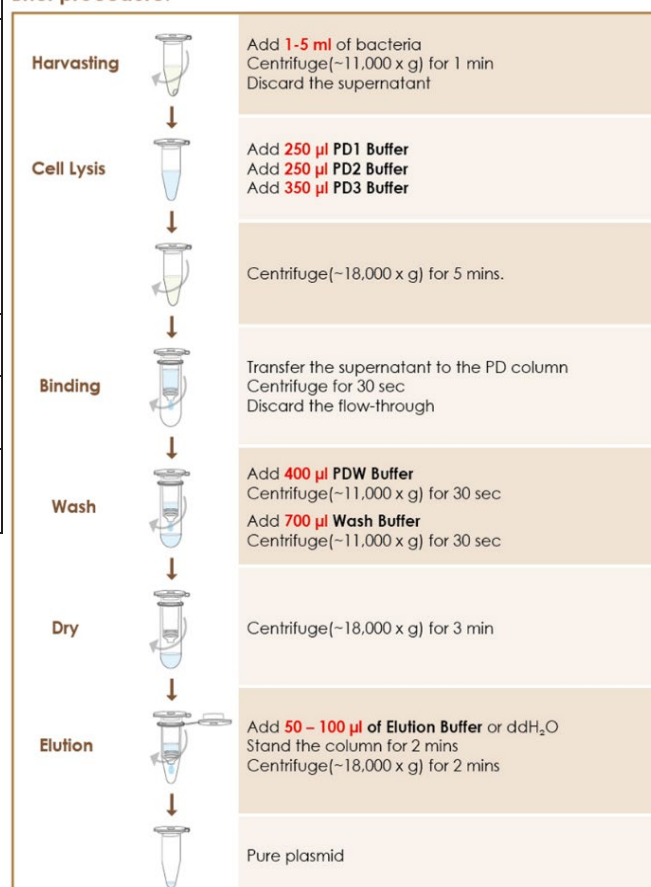 Harvesting
Add 1-5 ml of bacteria
Centrifuge(~11,000 x g) for 1 min
Discard the supernatant
Cell Lysis
Add 250 µl PD1 Buffer
Add 250 µl PD2 Buffer
Add 350 µl PD3 Buffer
Centrifuge(~18,000 x g) for 5 mins.
Binding
Transfer the supernatant to the PD column
Centrifuge for 30 sec
Discard the flow-through
Wash
Add 400 µl PDW Buffer
Centrifuge(~11,000 x g) for 30 sec
Add 700 µl Wash Buffer
Centrifuge(~11,000 x g) for 30 sec
Dry
Centrifuge(~18,000 x g) for 3 min
Elution
Add 50 – 100 µl of Elution Buffer or ddH₂O
Stand the column for 2 mins
Centrifuge(~18,000 x g) for 2 mins
Pure plasmid